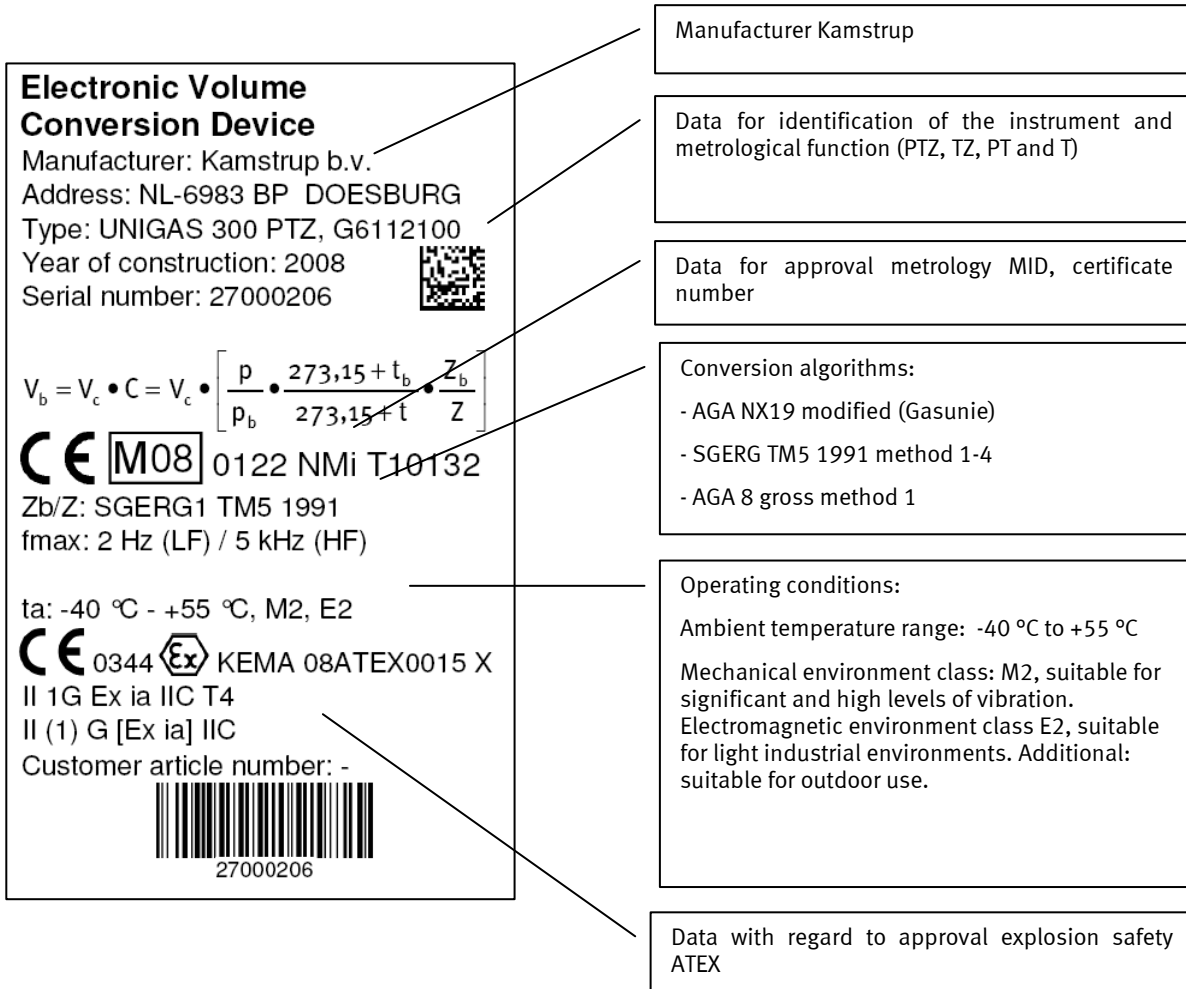 Electronic Volume
Conversion Device
Manufacturer: Kamstrup b.v.
Address: NL-6983 BP DOESBURG
Type: UNIGAS 300 PTZ, G6112100
Year of construction: 2008
Serial number: 27000206
V_b = V_c • C = V_c • [ p/p_b • (273,15 + t_b)/(273,15 + t) • Z_b/Z ]
CE M08 0122 NMi T10132
Zb/Z: SGERG1 TM5 1991
fmax: 2 Hz (LF) / 5 kHz (HF)
ta: -40 °C - +55 °C, M2, E2
CE 0344 Ex KEMA 08ATEX0015 X
II 1G Ex ia IIC T4
II (1) G [Ex ia] IIC
Customer article number: -
27000206
Manufacturer Kamstrup
Data for identification of the instrument and
metrological function (PTZ, TZ, PT and T)
Data for approval metrology MID, certificate
number
Conversion algorithms:
- AGA NX19 modified (Gasunie)
- SGERG TM5 1991 method 1-4
- AGA 8 gross method 1
Operating conditions:
Ambient temperature range: -40 °C to +55 °C
Mechanical environment class: M2, suitable for
significant and high levels of vibration.
Electromagnetic environment class E2, suitable
for light industrial environments. Additional:
suitable for outdoor use.
Data with regard to approval explosion safety
ATEX